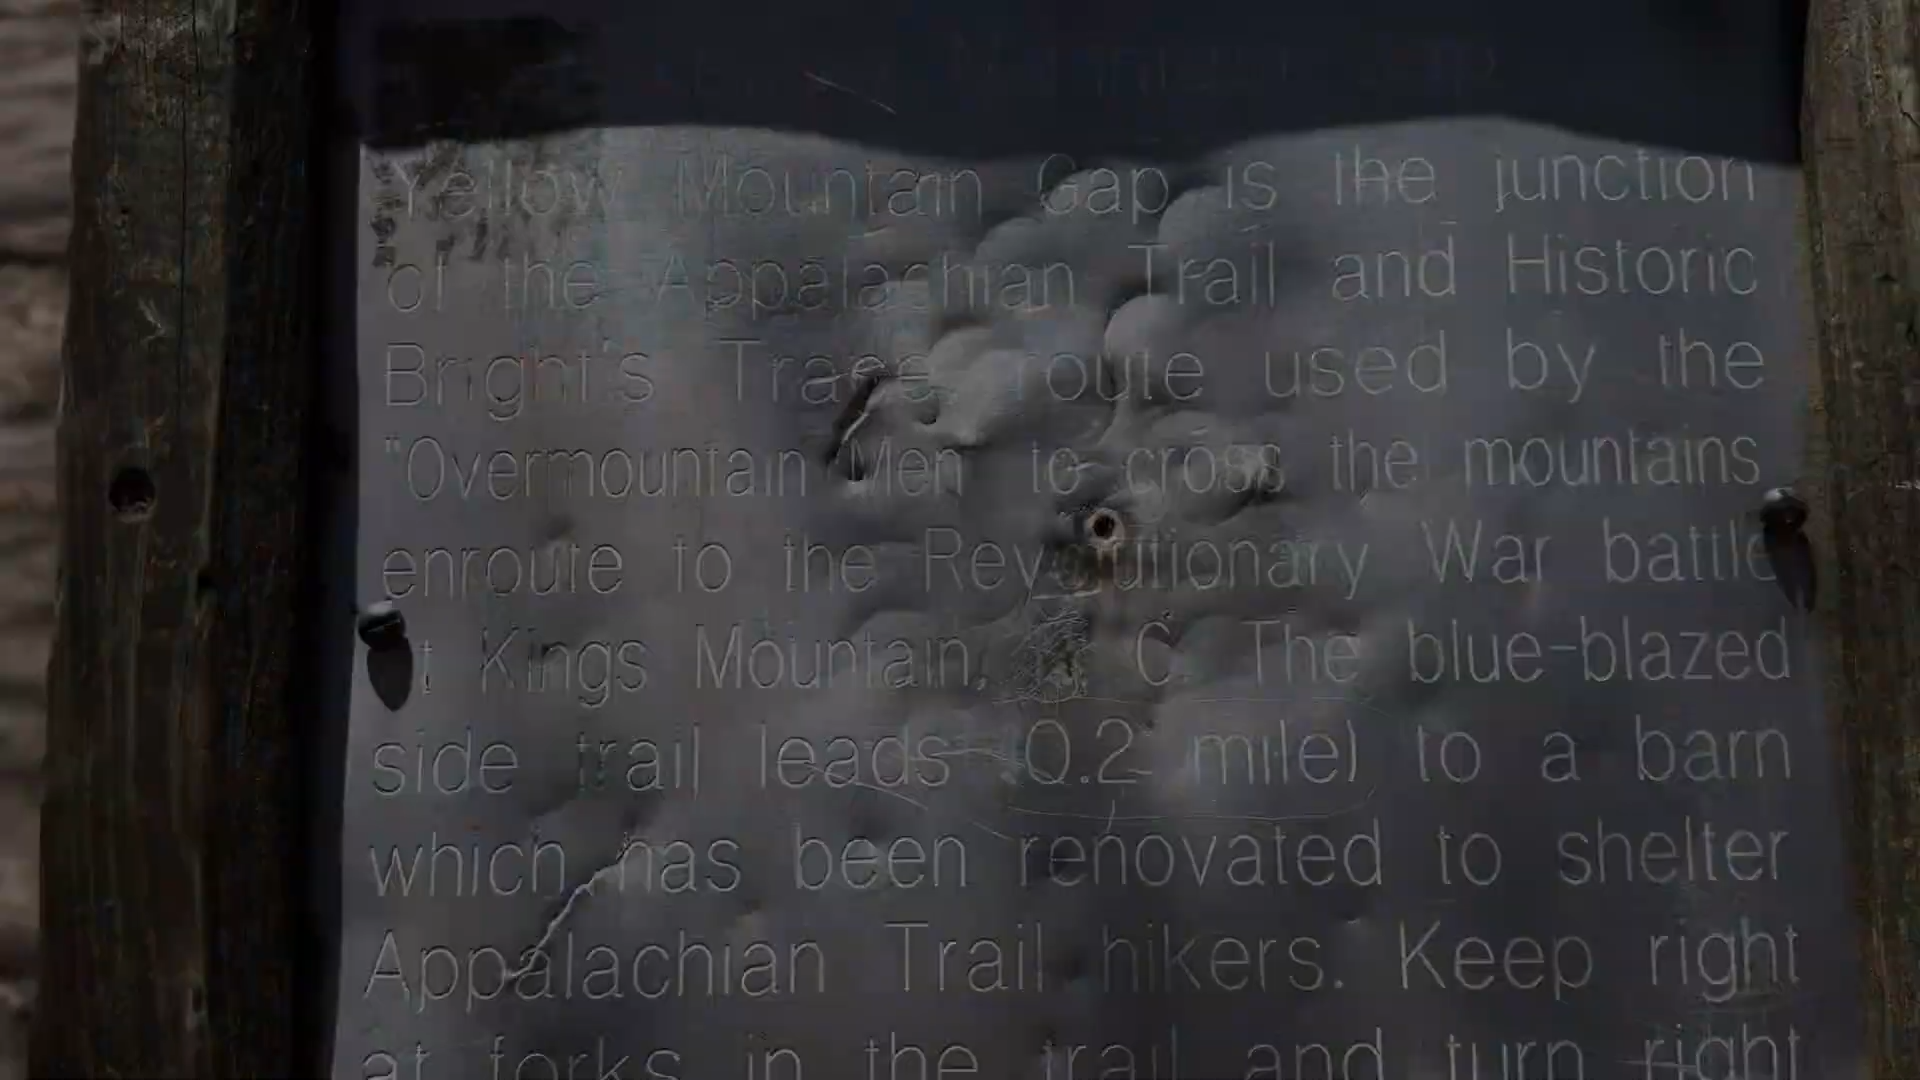 Yellow Mountain Gap is the junction
of the Appalachian Trail and Historic
Bright's Trace, route used by the
"Overmountain Men to cross the mountains
enroute to the Revolutionary War battle
t Kings Mountain, C. The blue-blazed
side trail leads (0.2 mile) to a barn
which has been renovated to shelter
Appalachian Trail hikers. Keep right
at forks in the trail and turn right